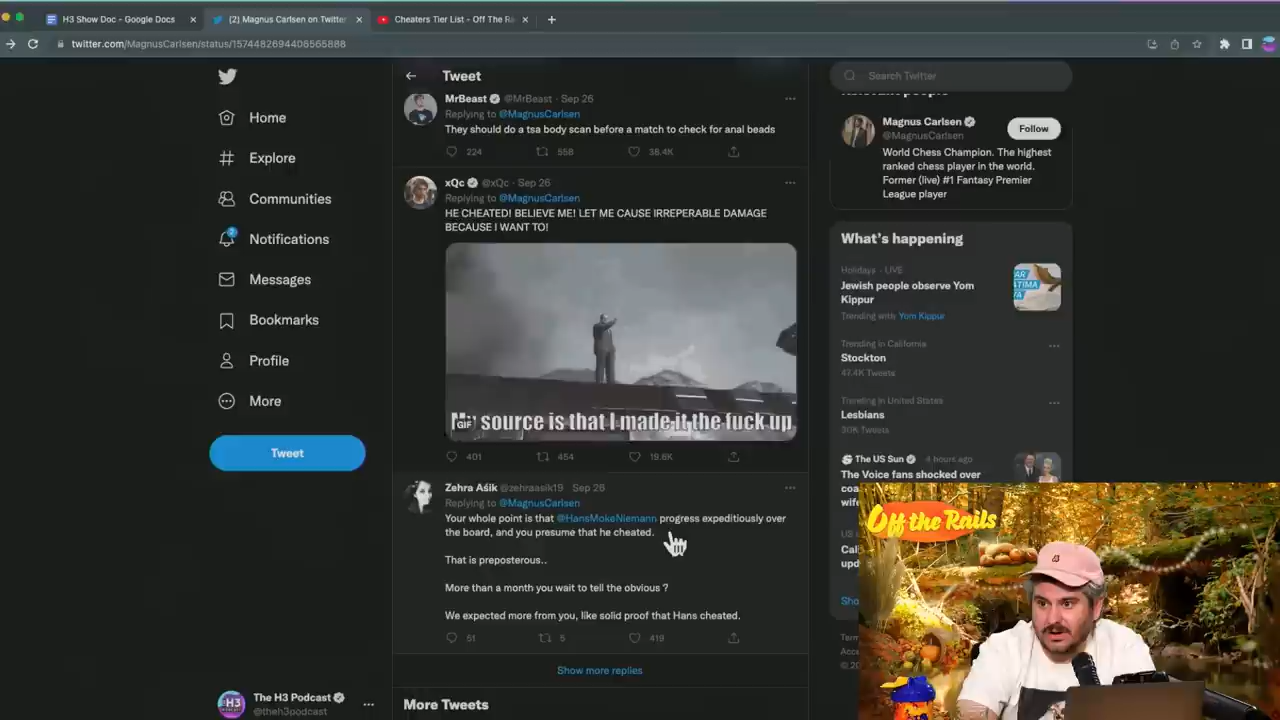 H3 Show Doc - Google Docs
(2) Magnus Carlsen on Twitter
Cheaters Tier List - Off The
twitter.com/MagnusCarlsen/status/1574482694406565888
Home
Explore
Communities
2
Notifications
Messages
Bookmarks
Profile
More
Tweet
H3
The H3 Podcast
@theh3podcast
Tweet
MrBeast @MrBeast · Sep 26
Replying to @MagnusCarlsen
They should do a tsa body scan before a match to check for anal beads
224 558 38.4K
xQc @xQc · Sep 26
Replying to @MagnusCarlsen
HE CHEATED! BELIEVE ME! LET ME CAUSE IRREPERABLE DAMAGE
BECAUSE I WANT TO!
My source is that I made it the fuck up
GIF
401 454 19.6K
Zehra Aśik @zehraasik19 Sep 26
Replying to @MagnusCarlsen
Your whole point is that @HansMokeNiemann progress expeditiously over
the board, and you presume that he cheated.
That is preposterous..
More than a month you wait to tell the obvious ?
We expected more from you, like solid proof that Hans cheated.
51 5 419
Show more replies
More Tweets
Search Twitter
Magnus Carlsen
@MagnusCarlsen
Follow
World Chess Champion. The highest
ranked chess player in the world.
Former (live) #1 Fantasy Premier
League player
What's happening
Holidays · LIVE
Jewish people observe Yom
Kippur
Trending with Yom Kippur
Trending in California
Stockton
47.4K Tweets
Trending in United States
Lesbians
30K Tweets
The US Sun 4 hours ago
The Voice fans shocked over
Off the Rails